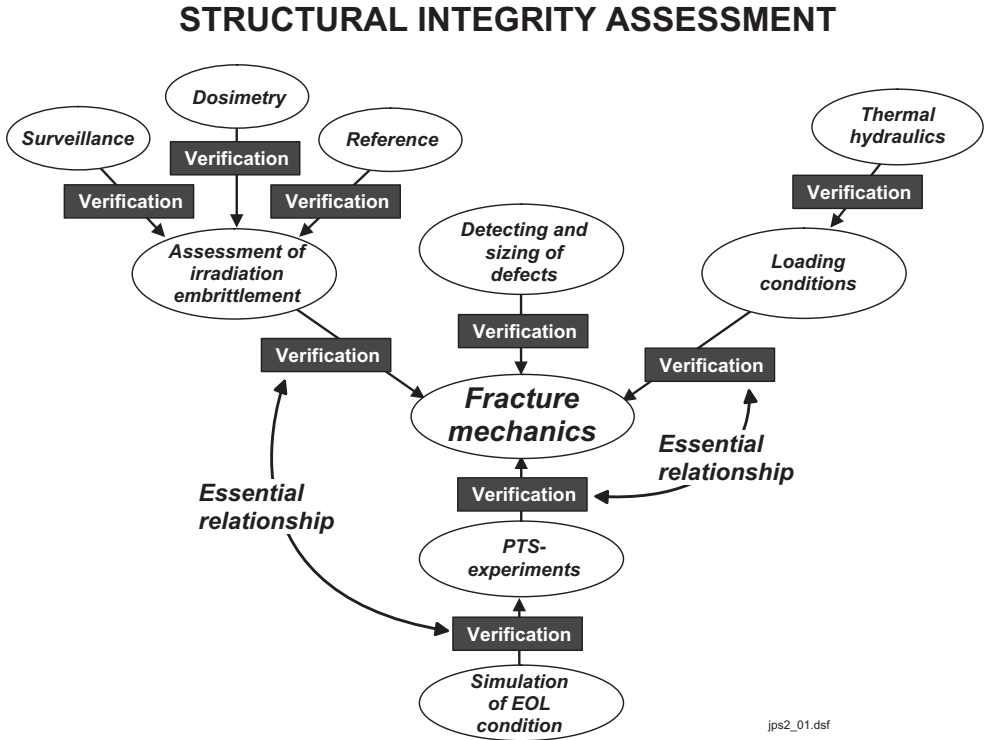 STRUCTURAL INTEGRITY ASSESSMENT
Dosimetry
Surveillance
Reference
Thermal
hydraulics
Verification
Verification
Verification
Verification
Assessment of
irradiation
embrittlement
Detecting and
sizing of
defects
Loading
conditions
Verification
Verification
Verification
Fracture
mechanics
Essential
relationship
Verification
Essential
relationship
PTS-
experiments
Verification
Simulation
of EOL
condition
jps2_01.dsf